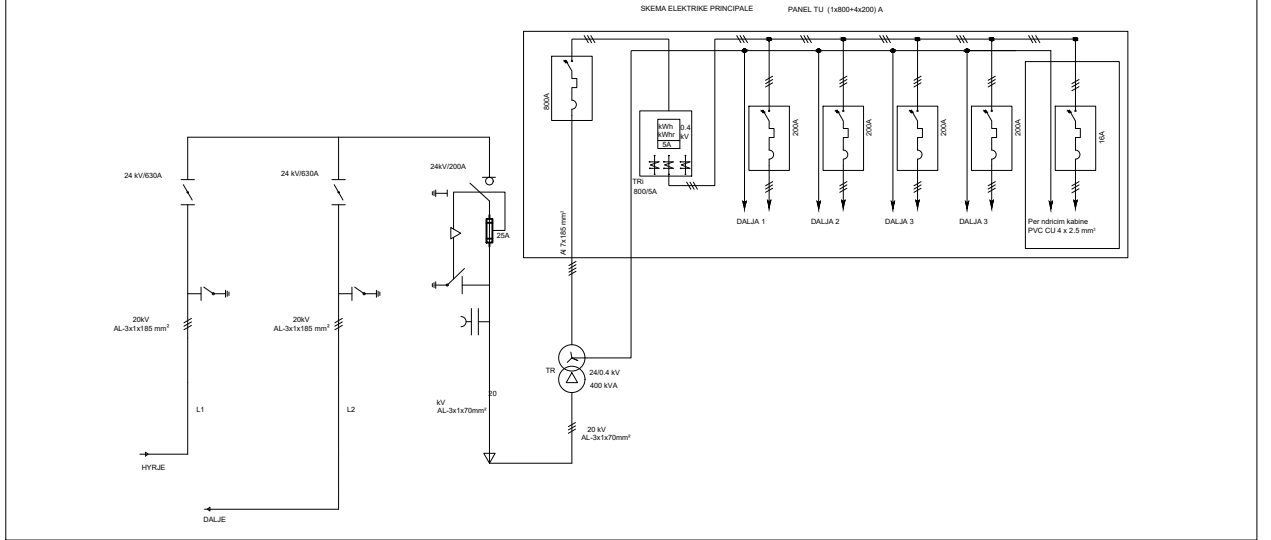 SKEMA ELEKTRIKE PRINCIPALE PANEL TU (1x800+4x200) A
800A
200A
200A
200A
200A
16A
kWh
kWhr
5A
0.4
kV
TRi
800/5A
24 kV/630A
24 kV/630A
24kV/200A
25A
DALJA 1
DALJA 2
DALJA 3
DALJA 3
Per ndricim kabine
PVC CU 4 x 2.5 mm²
Al 7x185 mm²
20kV
AL-3x1x185 mm²
20kV
AL-3x1x185 mm²
TR
24/0.4 kV
400 kVA
20
kV
AL-3x1x70mm²
L1
L2
20 kV
AL-3x1x70mm²
HYRJE
DALJE